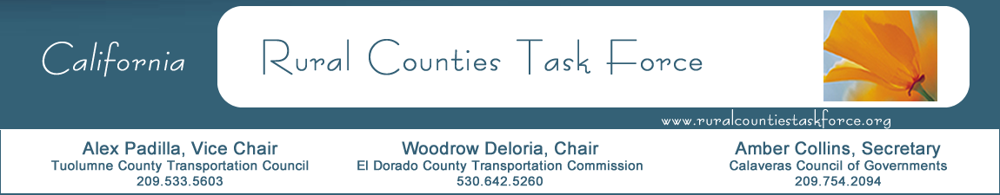 California
Rural Counties Task Force
www.ruralcountiestaskforce.org
Alex Padilla, Vice Chair
Tuolumne County Transportation Council
209.533.5603
Woodrow Deloria, Chair
El Dorado County Transportation Commission
530.642.5260
Amber Collins, Secretary
Calaveras Council of Governments
209.754.2094